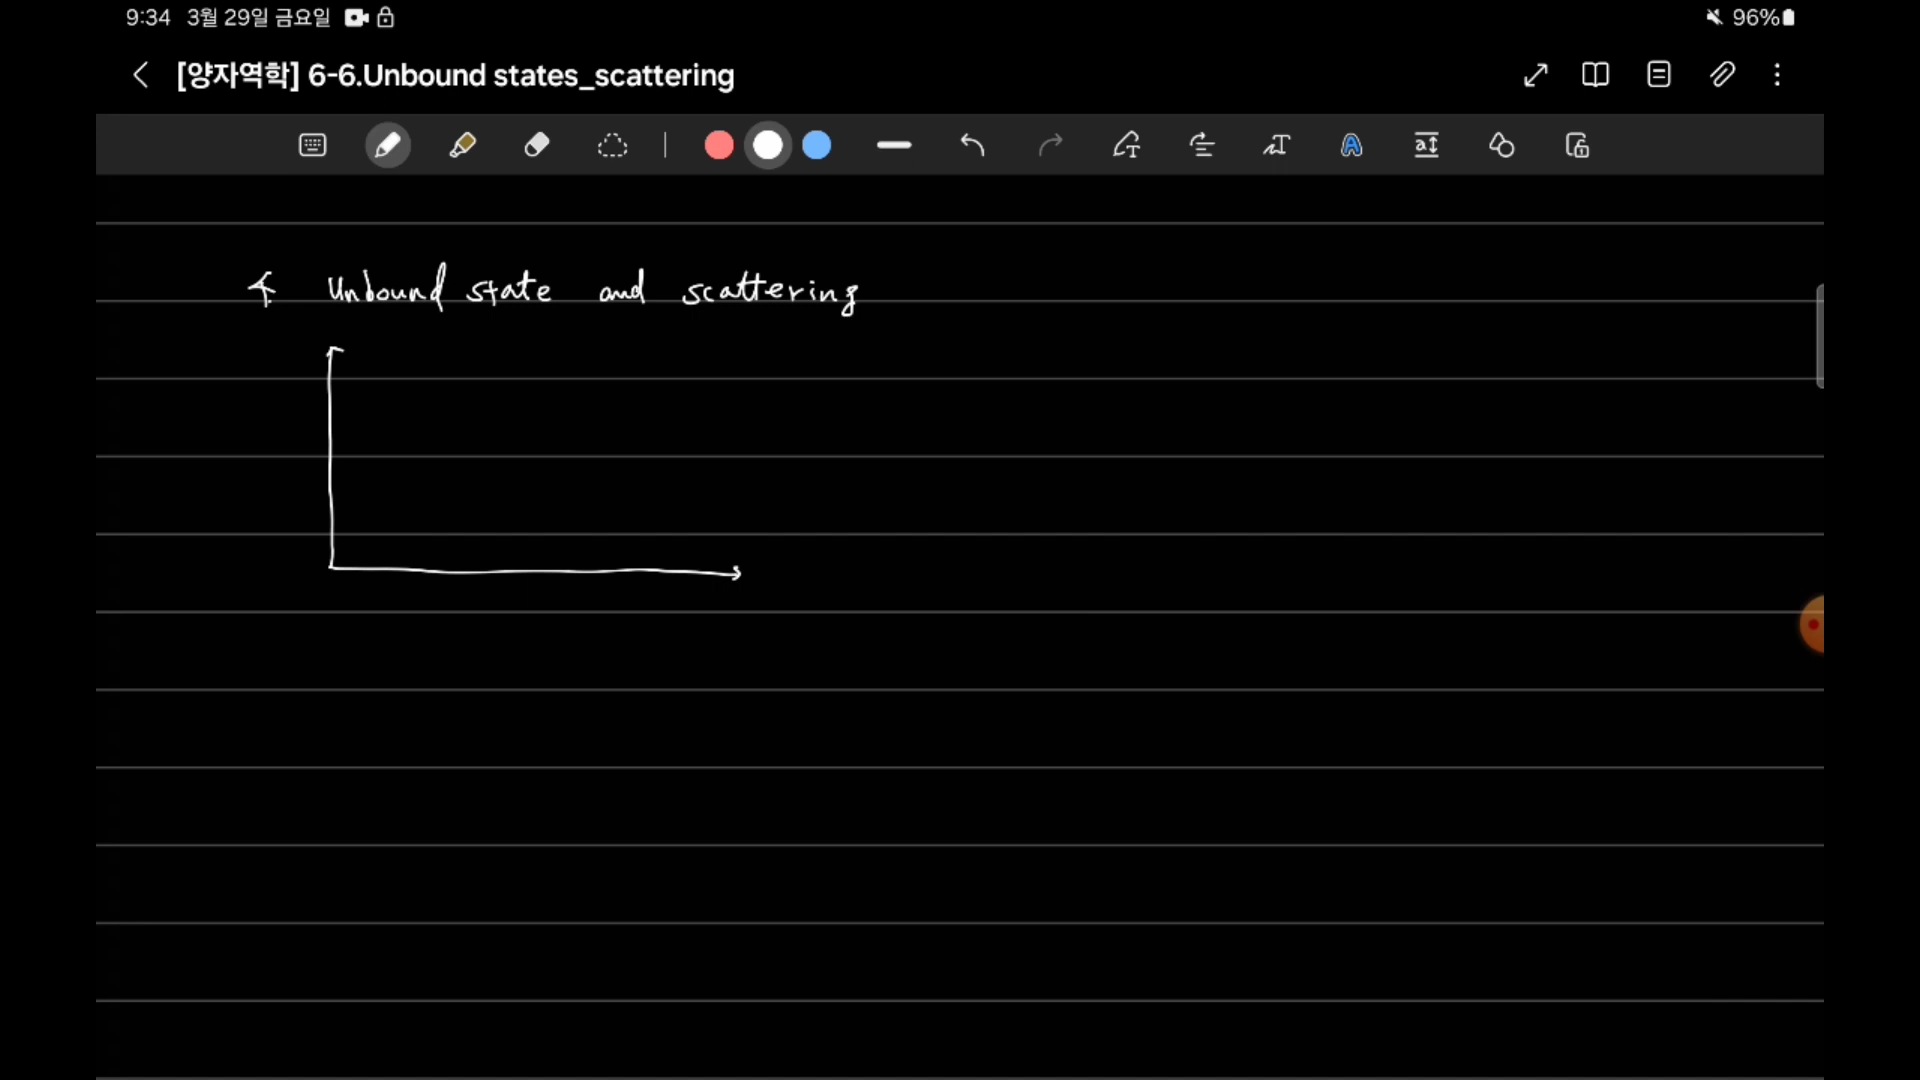 9:34 3월 29일 금요일 96%
[양자역학] 6-6.Unbound states_scattering
Unbound state and scattering